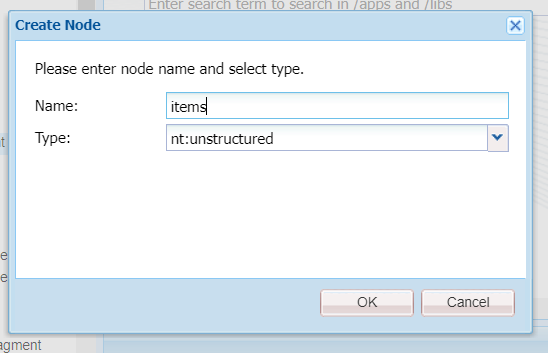 Enter search term to search in /apps and /libs
Create Node
Please enter node name and select type.
Name: items
Type: nt:unstructured
OK Cancel
agment